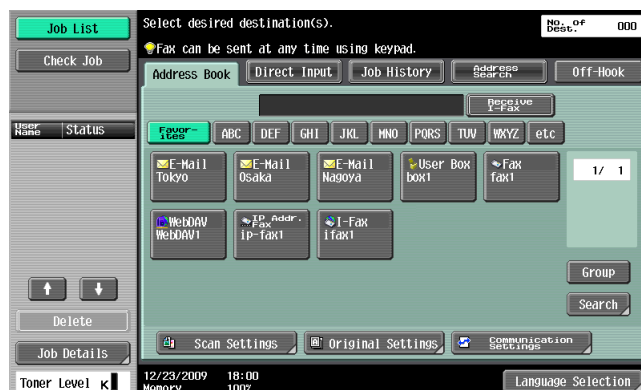 Job List
Check Job
User Name
Status
Delete
Job Details
Toner Level K
Select desired destination(s).
No. of Dest. 000
Fax can be sent at any time using keypad.
Address Book
Direct Input
Job History
Address Search
Off-Hook
Receive I-Fax
Favor-ites
ABC
DEF
GHI
JKL
MNO
PQRS
TUV
WXYZ
etc
E-Mail
Tokyo
E-Mail
Osaka
E-Mail
Nagoya
User Box
box1
Fax
fax1
1/ 1
WebDAV
WebDAV1
IP Addr. Fax
ip-fax1
I-Fax
ifax1
Group
Search
Scan Settings
Original Settings
Communication Settings
12/23/2009 18:00
Memory 100%
Language Selection